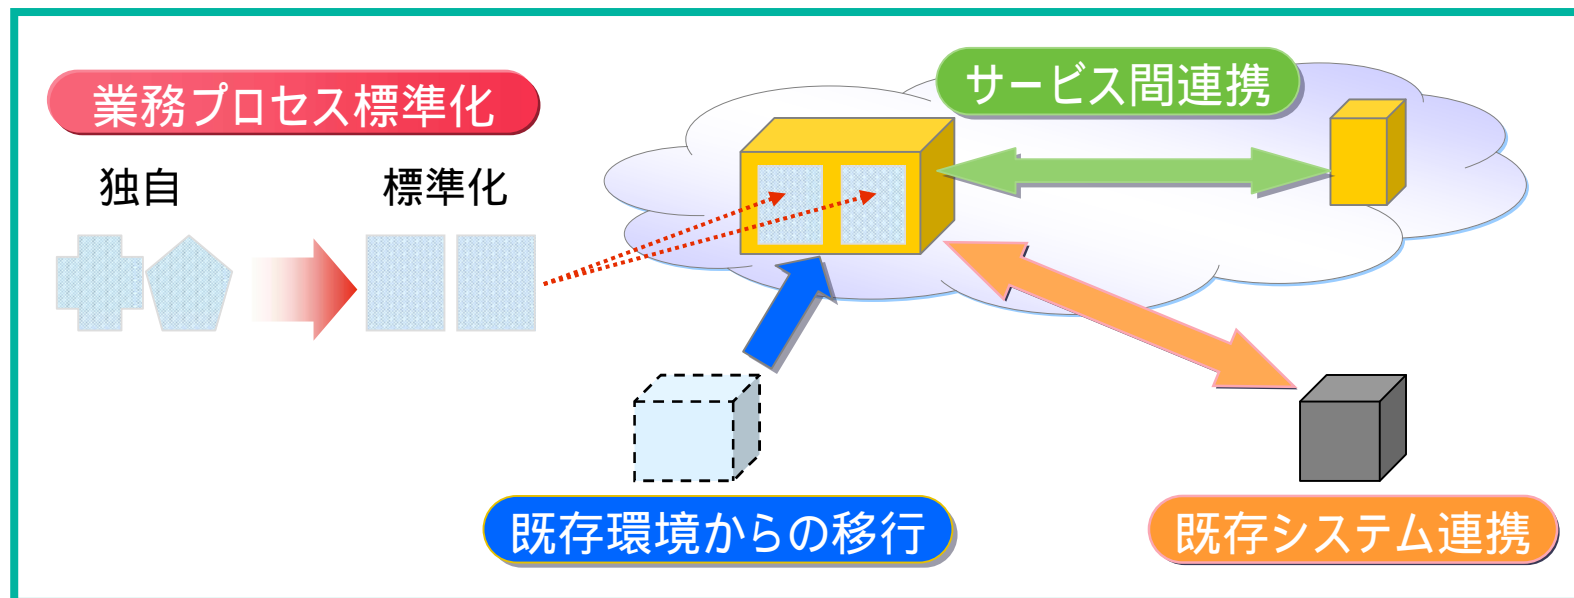 業務プロセス標準化
サービス間連携
独自
標準化
既存環境からの移行
既存システム連携